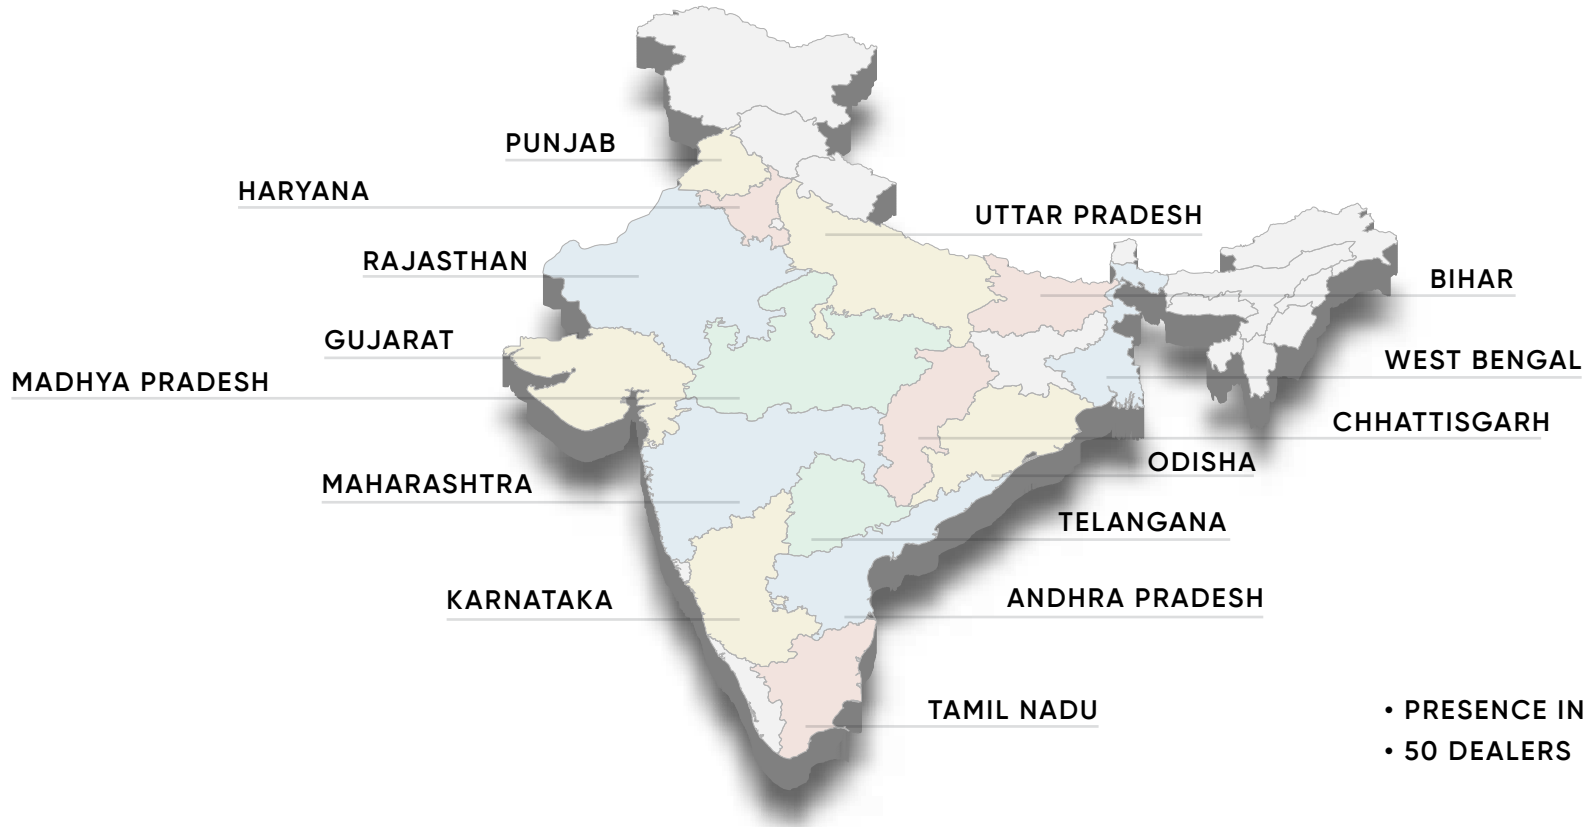 PUNJAB
HARYANA
UTTAR PRADESH
RAJASTHAN
BIHAR
GUJARAT
WEST BENGAL
MADHYA PRADESH
CHHATTISGARH
ODISHA
MAHARASHTRA
TELANGANA
KARNATAKA
ANDHRA PRADESH
TAMIL NADU
• PRESENCE IN
• 50 DEALERS